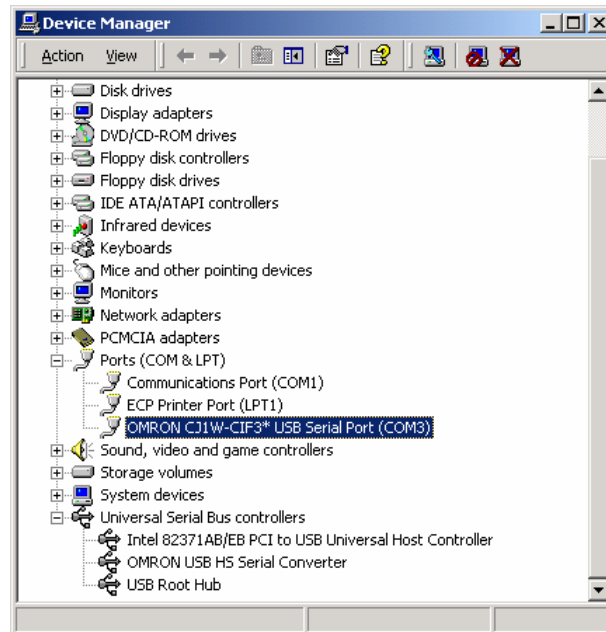 Device Manager
Action View
Disk drives
Display adapters
DVD/CD-ROM drives
Floppy disk controllers
Floppy disk drives
IDE ATA/ATAPI controllers
Infrared devices
Keyboards
Mice and other pointing devices
Monitors
Network adapters
PCMCIA adapters
Ports (COM & LPT)
Communications Port (COM1)
ECP Printer Port (LPT1)
OMRON CJ1W-CIF3* USB Serial Port (COM3)
Sound, video and game controllers
Storage volumes
System devices
Universal Serial Bus controllers
Intel 82371AB/EB PCI to USB Universal Host Controller
OMRON USB HS Serial Converter
USB Root Hub